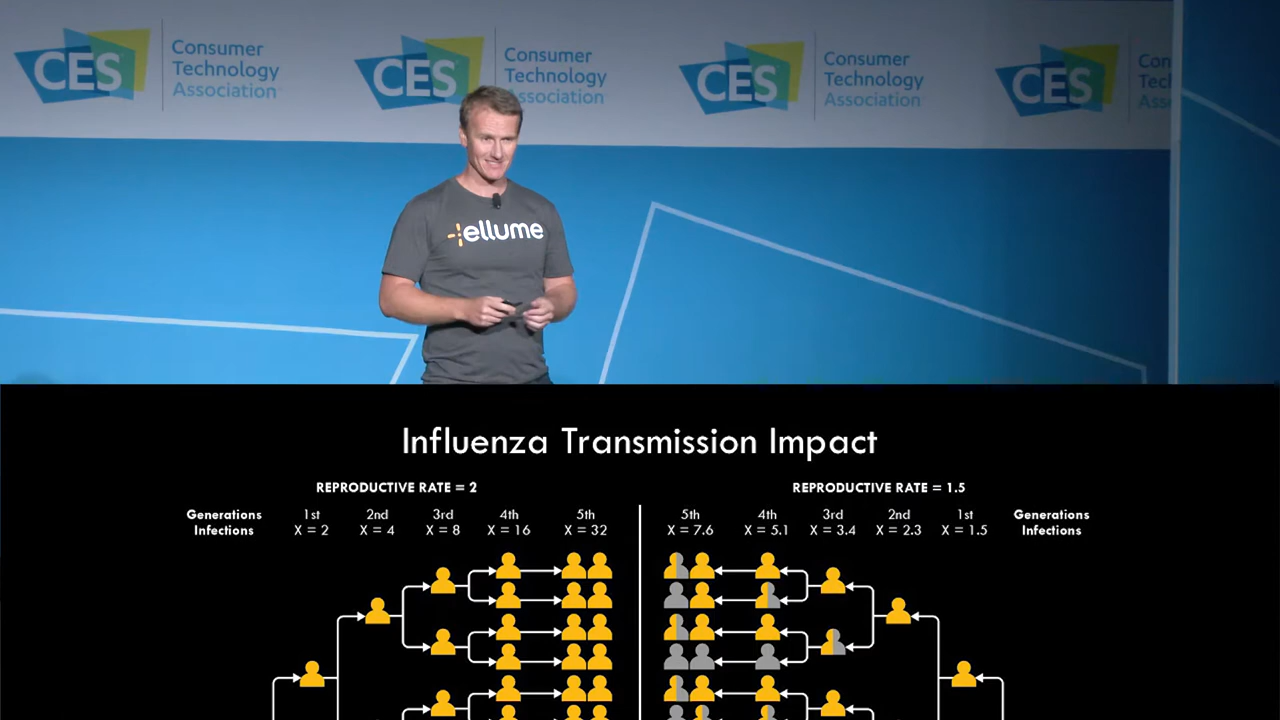 CES
Consumer
Technology
Association
CES
Consumer
Technology
Association
CES
Consumer
Technology
Association
CES
Con
Tec
Ass
ellume
Influenza Transmission Impact
REPRODUCTIVE RATE = 2
REPRODUCTIVE RATE = 1.5
Generations 1st 2nd 3rd 4th 5th
Infections X = 2 X = 4 X = 8 X = 16 X = 32
5th 4th 3rd 2nd 1st Generations
X = 7.6 X = 5.1 X = 3.4 X = 2.3 X = 1.5 Infections